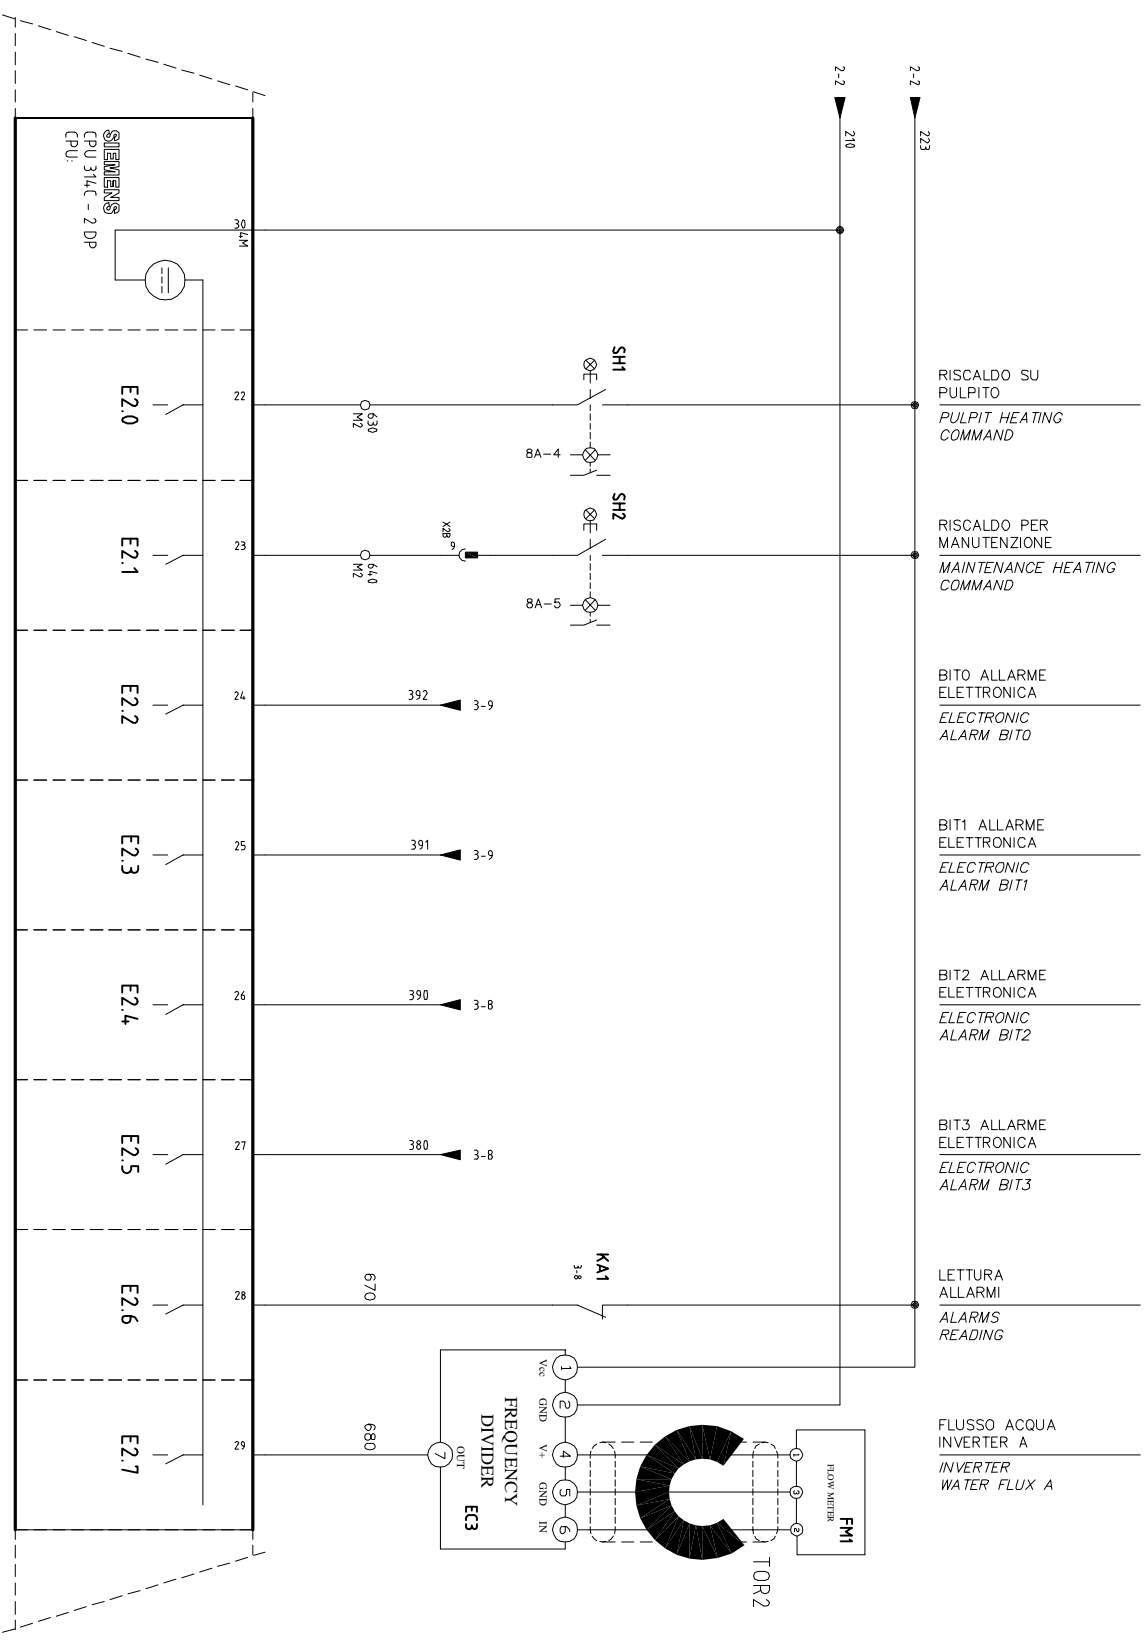 2-2
2-2
210
223
SIEMENS
CPU 314C - 2 DP
CPU:
30
4M
SH1
RISCALDO SU
PULPITO
PULPIT HEATING
COMMAND
E2.0
22
630
M2
8A-4
SH2
RISCALDO PER
MANUTENZIONE
MAINTENANCE HEATING
COMMAND
E2.1
23
640
M2
X2B
9
8A-5
BIT0 ALLARME
ELETTRONICA
ELECTRONIC
ALARM BIT0
E2.2
24
392
3-9
BIT1 ALLARME
ELETTRONICA
ELECTRONIC
ALARM BIT1
E2.3
25
391
3-9
BIT2 ALLARME
ELETTRONICA
ELECTRONIC
ALARM BIT2
E2.4
26
390
3-8
BIT3 ALLARME
ELETTRONICA
ELECTRONIC
ALARM BIT3
E2.5
27
380
3-8
LETTURA
ALLARMI
ALARMS
READING
E2.6
28
670
KA1
3-8
FLUSSO ACQUA
INVERTER A
INVERTER
WATER FLUX A
E2.7
29
680
FREQUENCY
DIVIDER
EC3
1
Vcc
2
GND
4
V+
5
GND
6
IN
7
OUT
TOR2
FLOW METER
FM1
1
3
2